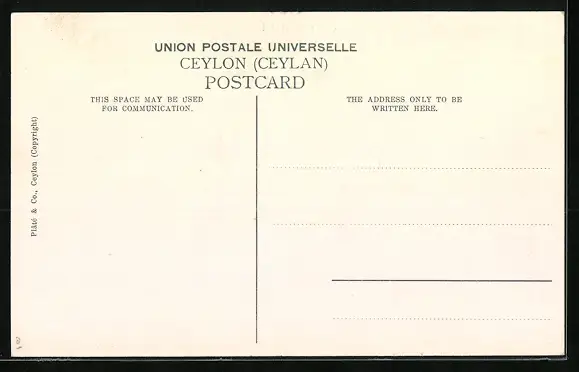 UNION POSTALE UNIVERSELLE
CEYLON (CEYLAN)
POSTCARD
THIS SPACE MAY BE USED
FOR COMMUNICATION.
THE ADDRESS ONLY TO BE
WRITTEN HERE.
Plâté & Co., Ceylon (Copyright)